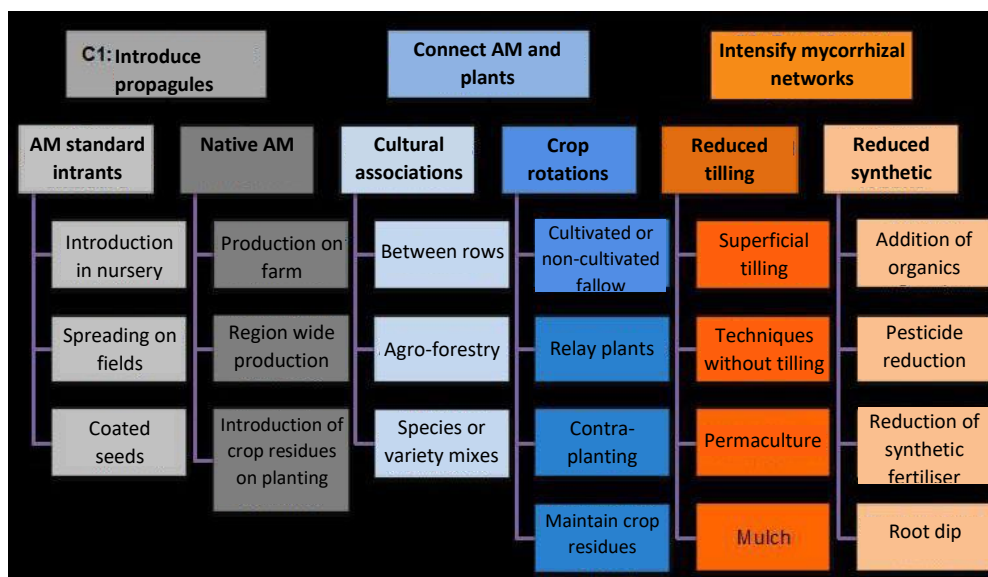 C1: Introduce
propagules
Connect AM and
plants
Intensify mycorrhizal
networks
AM standard
intrants
Native AM
Cultural
associations
Crop
rotations
Reduced
tilling
Reduced
synthetic
Introduction
in nursery
Spreading on
fields
Coated
seeds
Production on
farm
Region wide
production
Introduction of
crop residues
on planting
Between rows
Agro-forestry
Species or
variety mixes
Cultivated or
non-cultivated
fallow
Relay plants
Contra-
planting
Maintain crop
residues
Superficial
tilling
Techniques
without tilling
Permaculture
Mulch
Addition of
organics
Pesticide
reduction
Reduction of
synthetic
fertiliser
Root dip